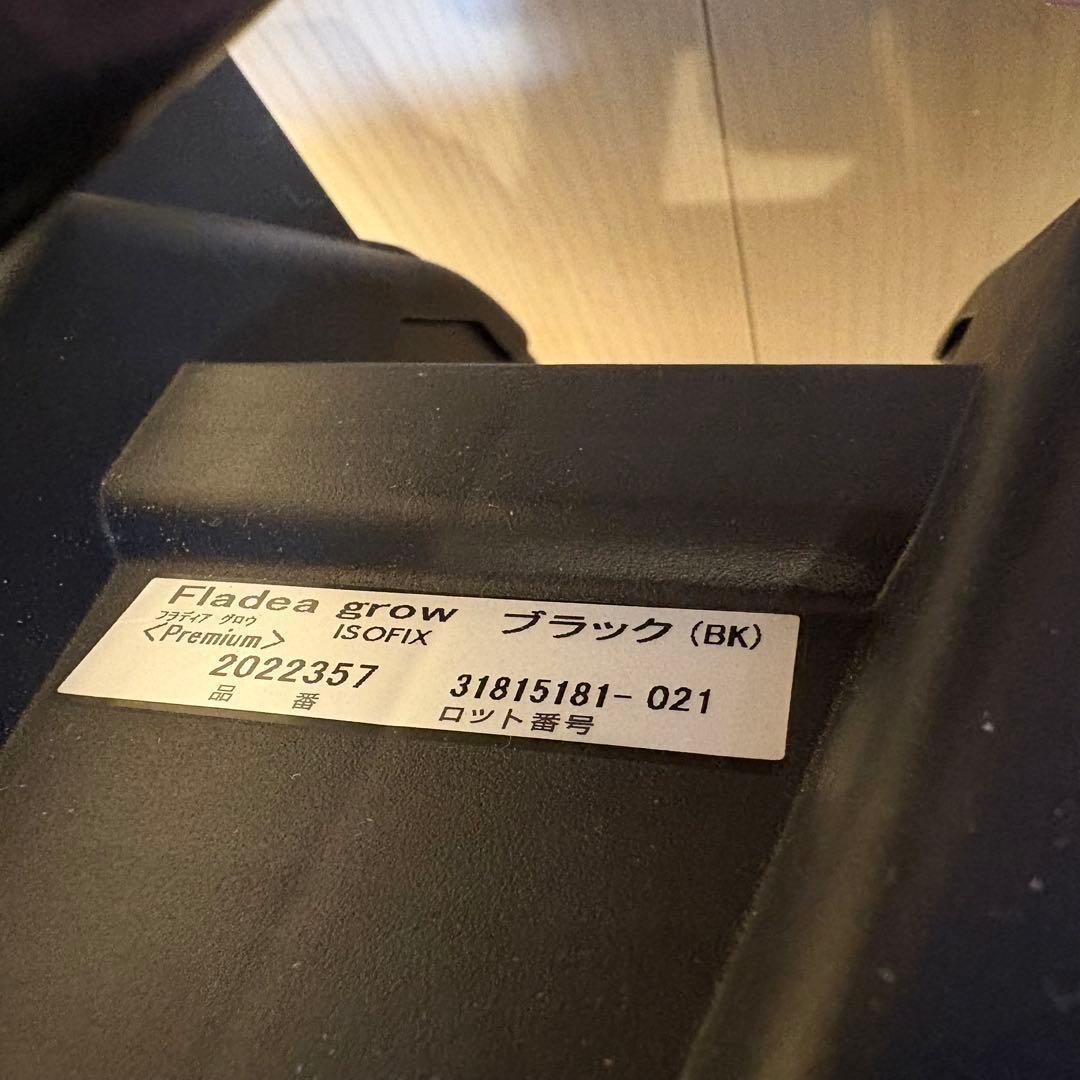 Fladea grow ブラック (BK)
フラディア グロウ
<Premium> ISOFIX
2022357 31815181-021
品番 ロット番号